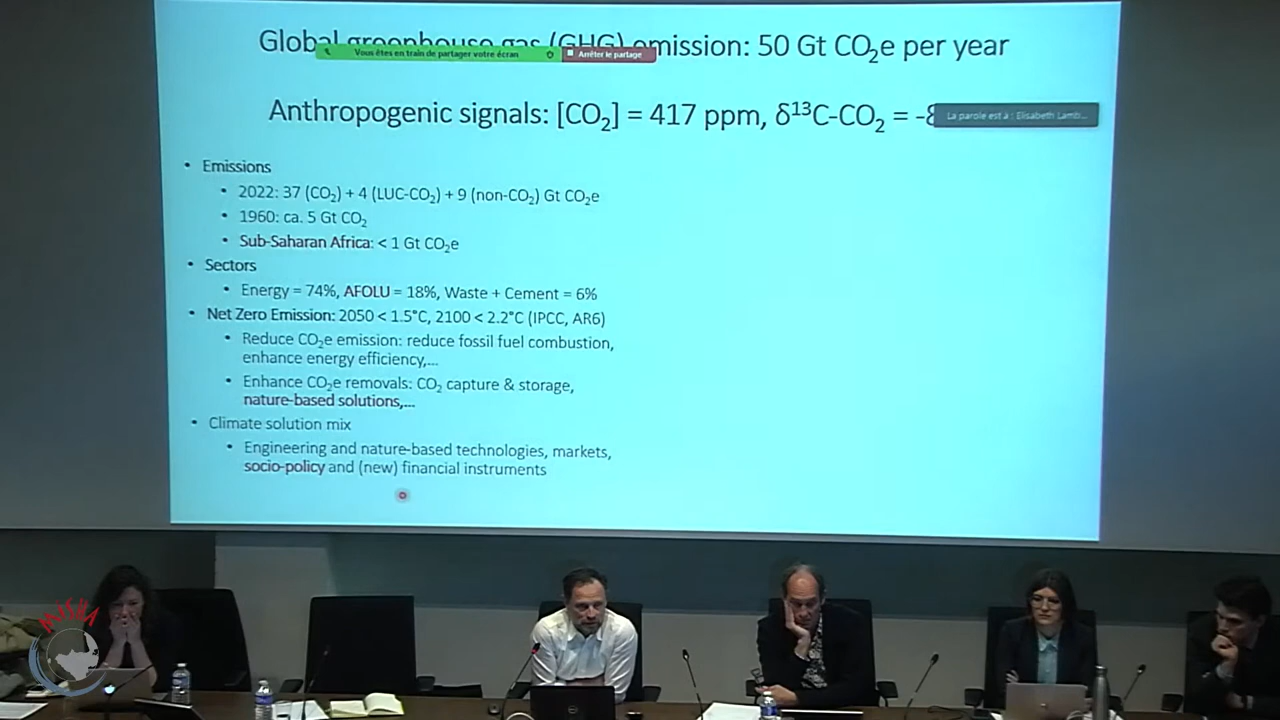 Global greenhouse gas (GHG) emission: 50 Gt CO₂e per year
Vous êtes en train de partager votre écran
Arrêter le partage
Anthropogenic signals: [CO₂] = 417 ppm, δ¹³C-CO₂ = -8
La parole est à : Elisabeth Lambi...
• Emissions
• 2022: 37 (CO₂) + 4 (LUC-CO₂) + 9 (non-CO₂) Gt CO₂e
• 1960: ca. 5 Gt CO₂
• Sub-Saharan Africa: < 1 Gt CO₂e
• Sectors
• Energy = 74%, AFOLU = 18%, Waste + Cement = 6%
• Net Zero Emission: 2050 < 1.5°C, 2100 < 2.2°C (IPCC, AR6)
• Reduce CO₂e emission: reduce fossil fuel combustion,
enhance energy efficiency,...
• Enhance CO₂e removals: CO₂ capture & storage,
nature-based solutions,...
• Climate solution mix
• Engineering and nature-based technologies, markets,
socio-policy and (new) financial instruments